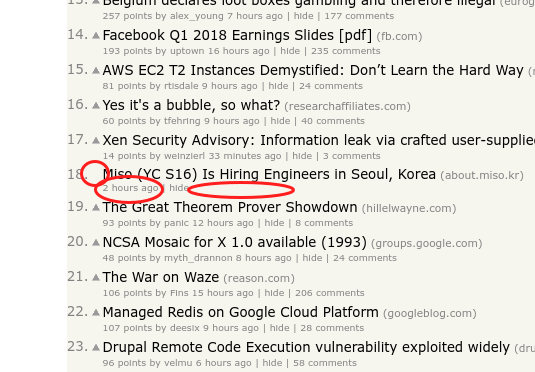 13. Belgium declares loot boxes gambling and therefore illegal (eurog
257 points by alex_young 7 hours ago | hide | 177 comments
14. Facebook Q1 2018 Earnings Slides [pdf] (fb.com)
193 points by uptown 16 hours ago | hide | 235 comments
15. AWS EC2 T2 Instances Demystified: Don’t Learn the Hard Way (
81 points by rtisdale 9 hours ago | hide | 24 comments
16. Yes it's a bubble, so what? (researchaffiliates.com)
60 points by tfehring 9 hours ago | hide | 40 comments
17. Xen Security Advisory: Information leak via crafted user-supplie
14 points by weinzierl 33 minutes ago | hide | 3 comments
18. Miso (YC S16) Is Hiring Engineers in Seoul, Korea (about.miso.kr)
2 hours ago | hide
19. The Great Theorem Prover Showdown (hillelwayne.com)
93 points by panic 12 hours ago | hide | 8 comments
20. NCSA Mosaic for X 1.0 available (1993) (groups.google.com)
48 points by myth_drannon 8 hours ago | hide | 24 comments
21. The War on Waze (reason.com)
106 points by Fins 15 hours ago | hide | 206 comments
22. Managed Redis on Google Cloud Platform (googleblog.com)
107 points by deesix 9 hours ago | hide | 28 comments
23. Drupal Remote Code Execution vulnerability exploited widely (dru
96 points by velmu 6 hours ago | hide | 58 comments